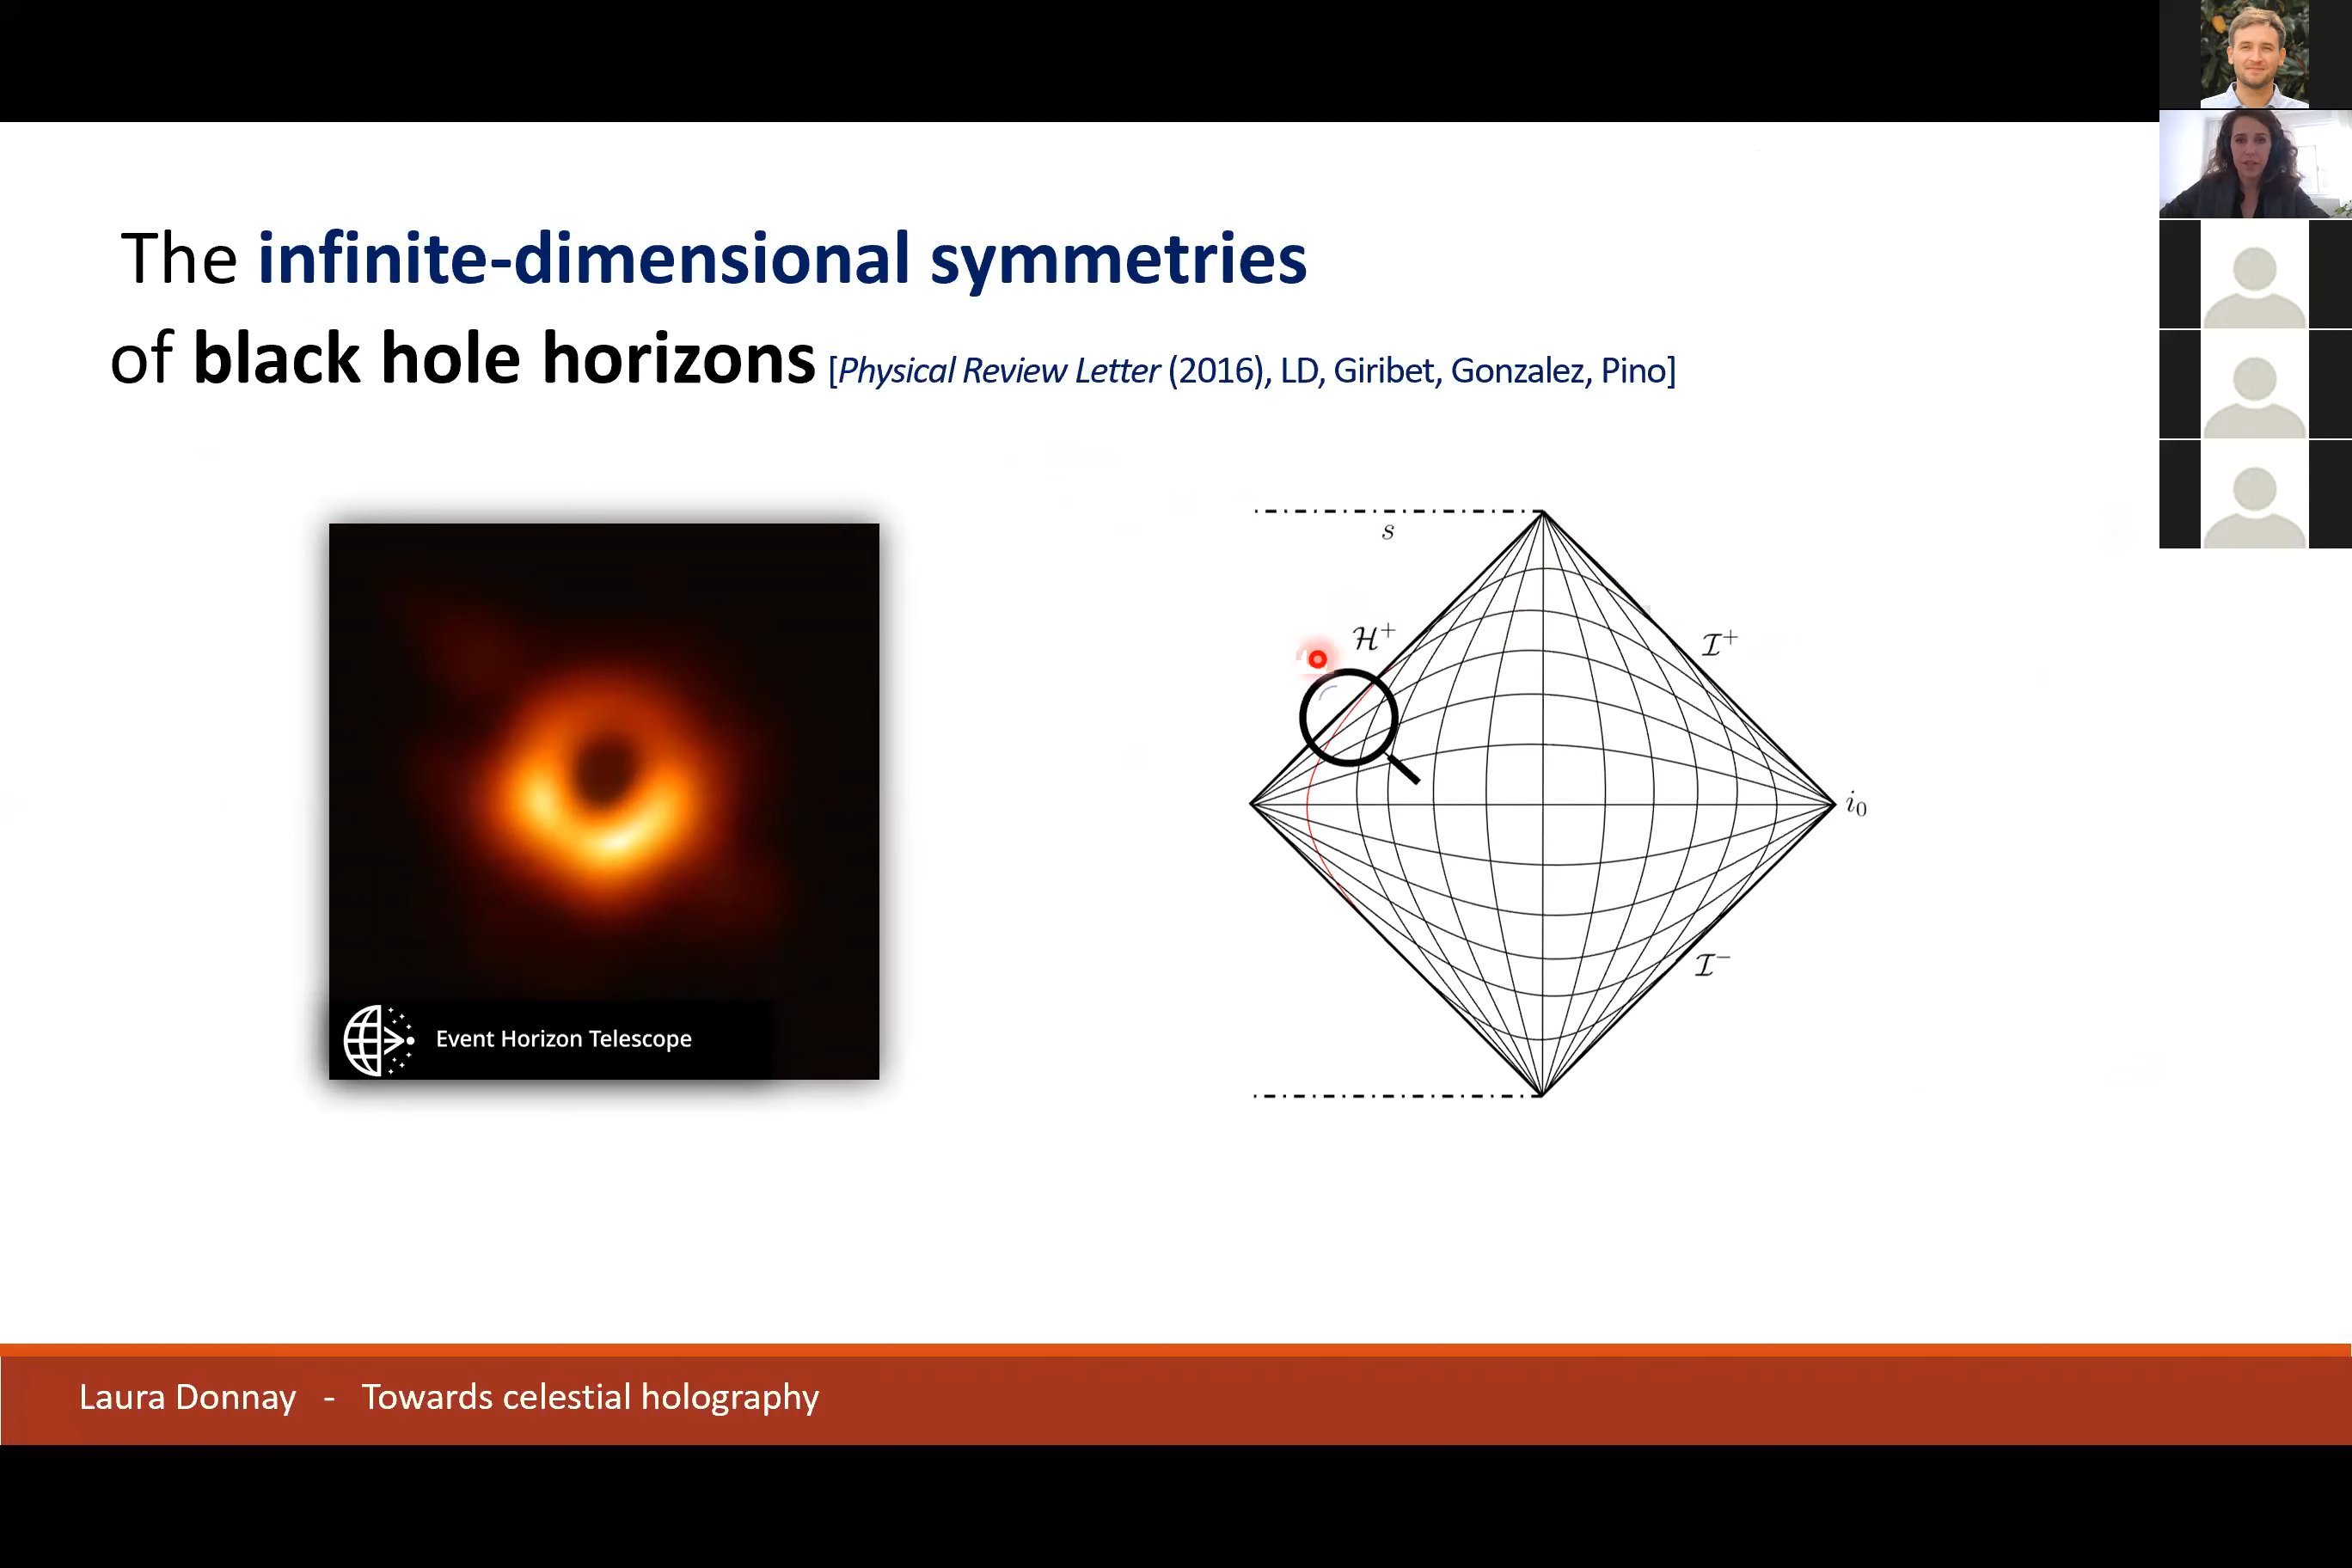 The infinite-dimensional symmetries
of black hole horizons [Physical Review Letter (2016), LD, Giribet, Gonzalez, Pino]
s
ℋ⁺
ℐ⁺
i₀
ℐ⁻
Event Horizon Telescope
Laura Donnay - Towards celestial holography